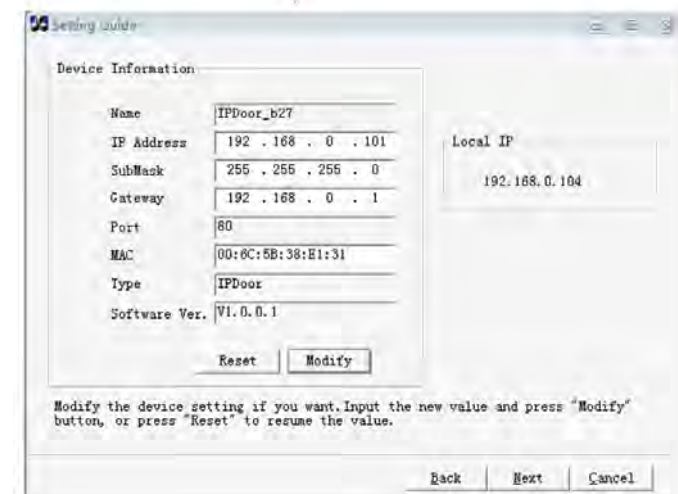 Setting Guide
Device Information
Name IPDoor_b27
IP Address 192 . 168 . 0 . 101
SubMask 255 . 255 . 255 . 0
Gateway 192 . 168 . 0 . 1
Port 80
MAC 00:6C:5B:38:E1:31
Type IPDoor
Software Ver. V1.0.0.1
Reset Modify
Local IP
192.168.0.104
Modify the device setting if you want.Input the new value and press "Modify"
button, or press "Reset" to resume the value.
Back Next Cancel